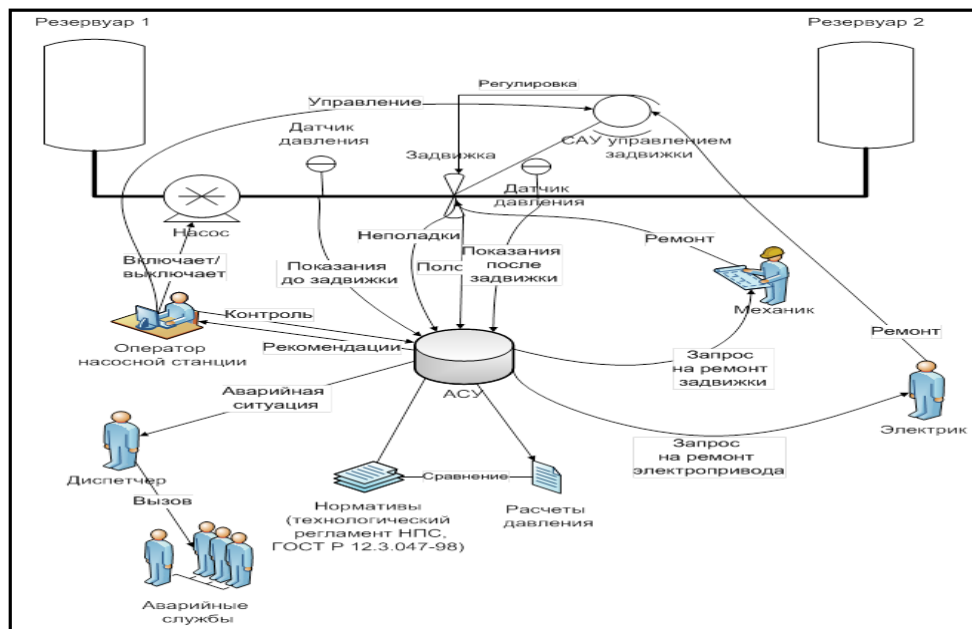 Резервуар 1
Резервуар 2
Регулировка
Управление
Датчик
давления
Задвижка
САУ управлением
задвижки
Датчик
давления
Насос
Неполадки
Ремонт
Включает/
выключает
Показания
до задвижки
Показания
после
задвижки
Механик
Контроль
Ремонт
Оператор
насосной станции
Рекомендации
Запрос
на ремонт
задвижки
Аварийная
ситуация
АСУ
Электрик
Запрос
на ремонт
электропривода
Диспетчер
Сравнение
Вызов
Нормативы
(технологический
регламент НПС,
ГОСТ Р 12.3.047-98)
Расчеты
давления
Аварийные
службы